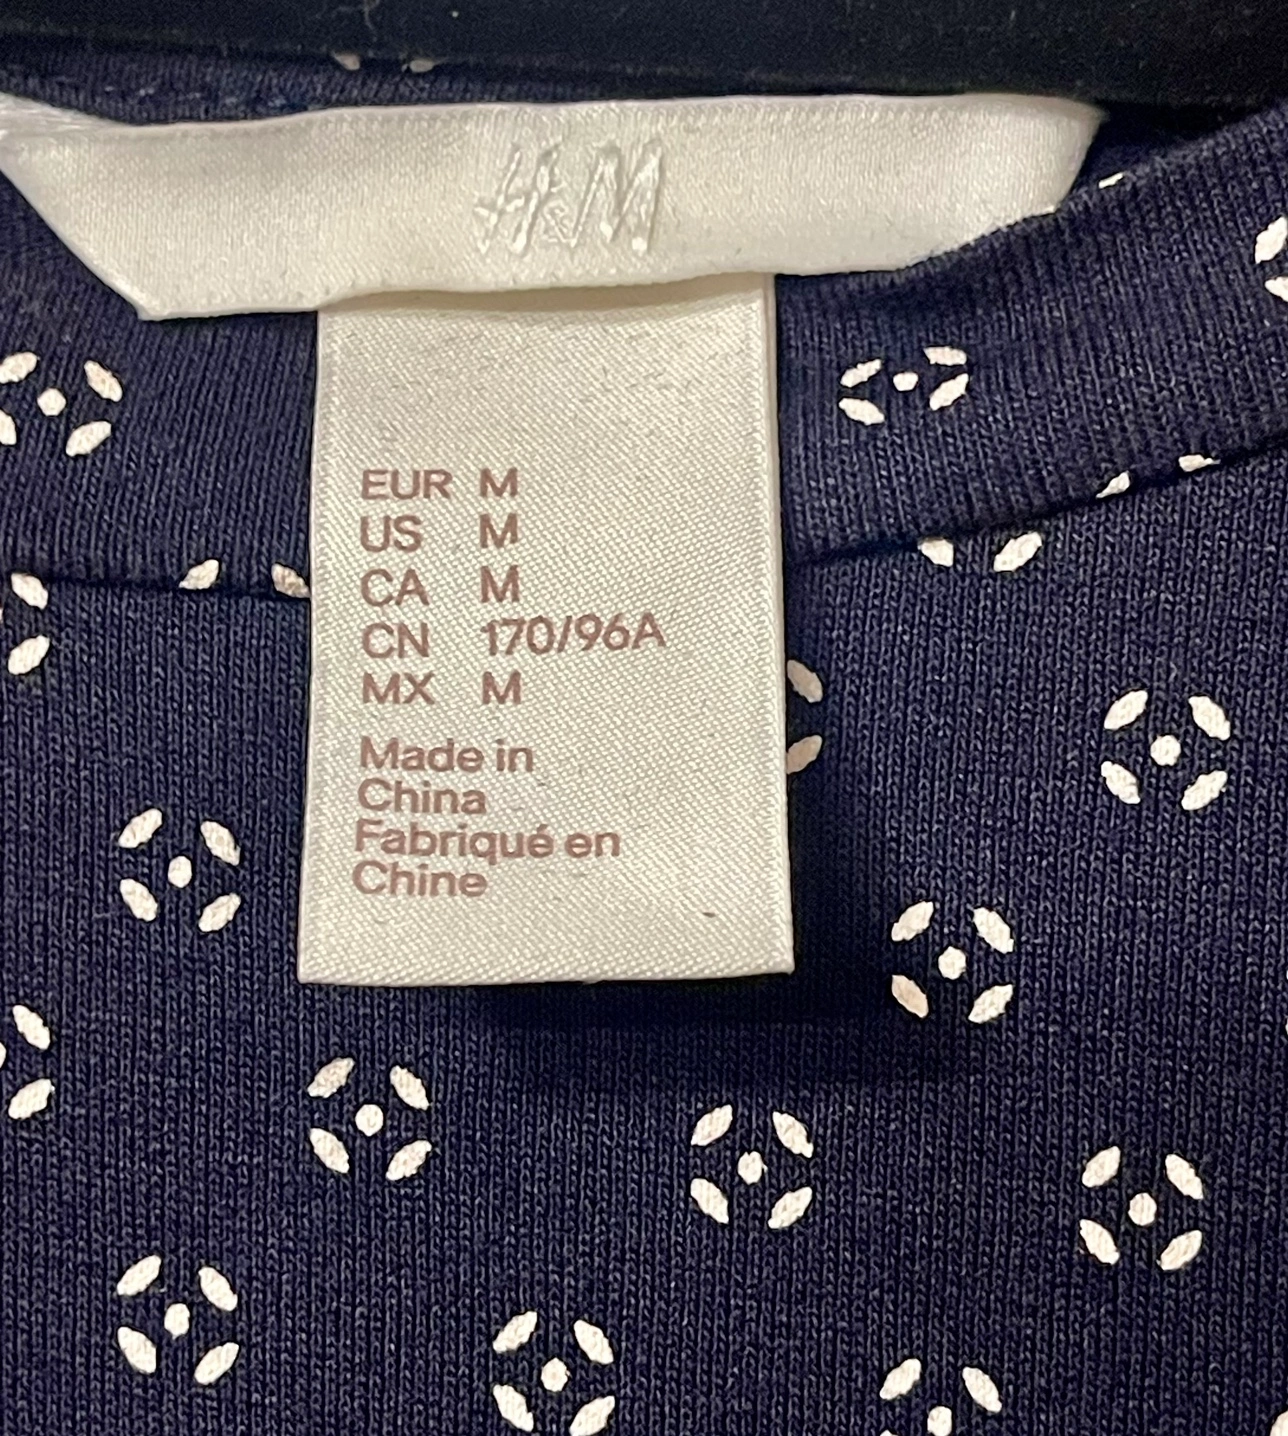 H&M
EUR M
US M
CA M
CN 170/96A
MX M
Made in
China
Fabriqué en
Chine